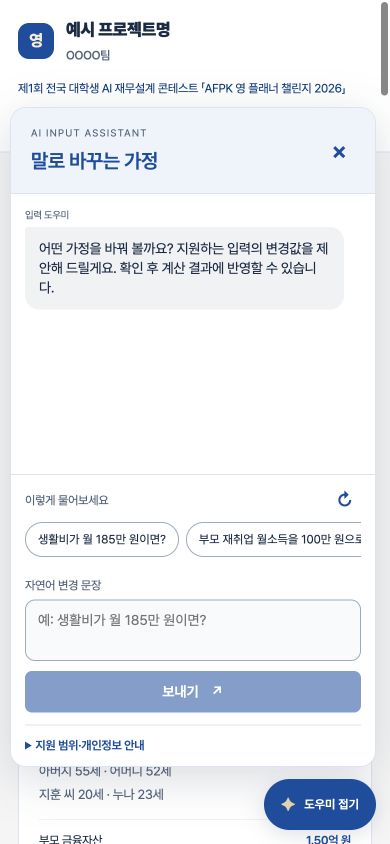 영
예시 프로젝트명
OOOO팀
제1회 전국 대학생 AI 재무설계 콘테스트 「AFPK 영 플래너 챌린지 2026」
AI INPUT ASSISTANT
말로 바꾸는 가정
×
입력 도우미
어떤 가정을 바꿔 볼까요? 지원하는 입력의 변경값을 제
안해 드릴게요. 확인 후 계산 결과에 반영할 수 있습니
다.
이렇게 물어보세요
생활비가 월 185만 원이면?
부모 재취업 월소득을 100만 원으로
자연어 변경 문장
예: 생활비가 월 185만 원이면?
보내기 ↗
▶ 지원 범위·개인정보 안내
아버지 55세 · 어머니 52세
지훈 씨 20세 · 누나 23세
도우미 접기
부모 금융자산
1.50억 원